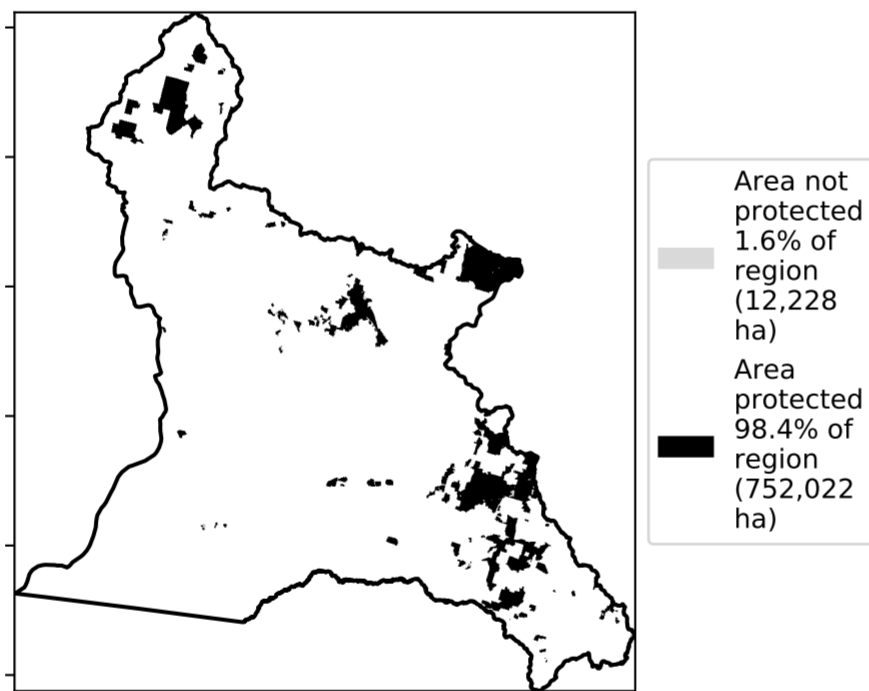 Area not
protected
1.6% of
region
(12,228
ha)
Area
protected
98.4% of
region
(752,022
ha)